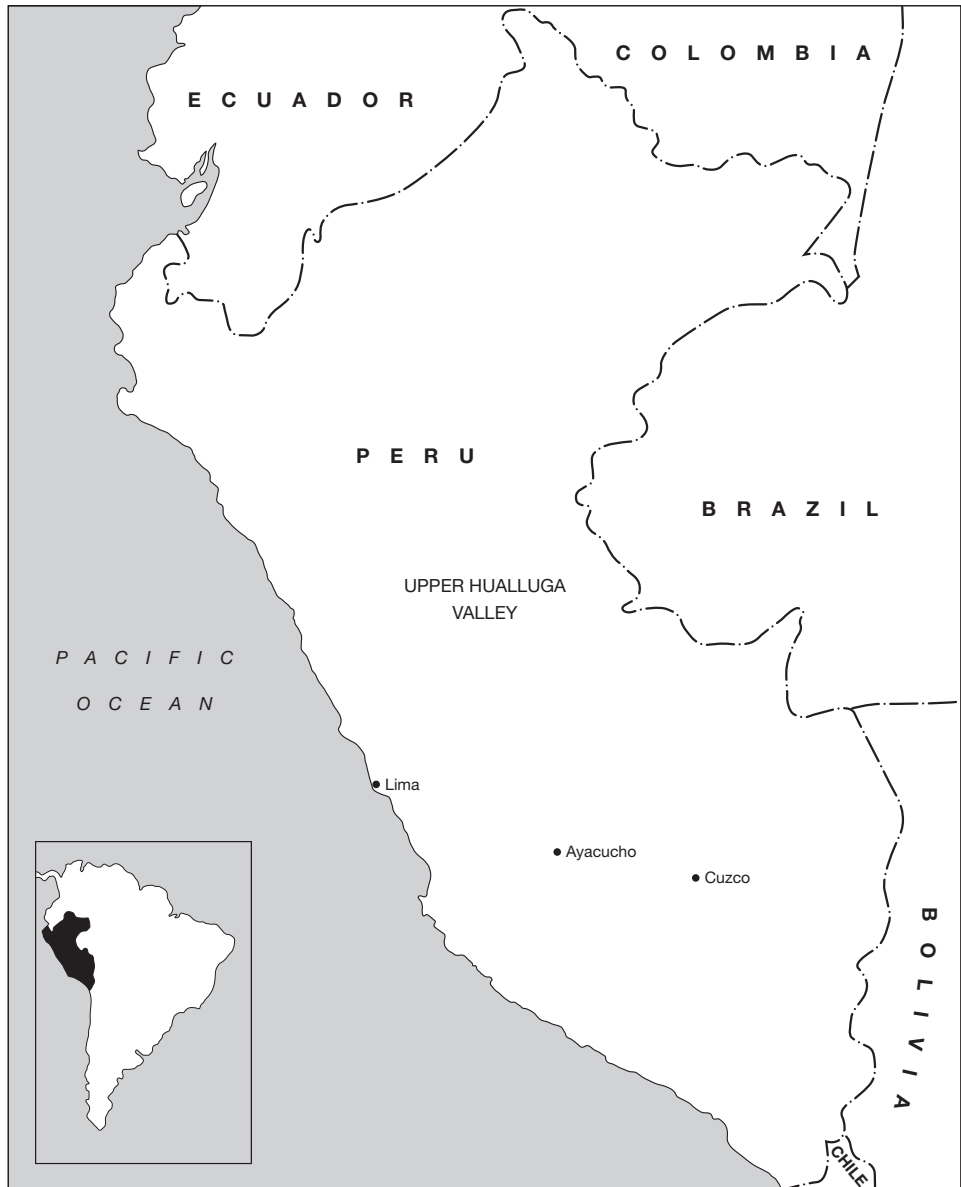 COLOMBIA
ECUADOR
PERU
BRAZIL
UPPER HUALLUGA
VALLEY
PACIFIC
OCEAN
Lima
Ayacucho
Cuzco
BOLIVIA
CHILE